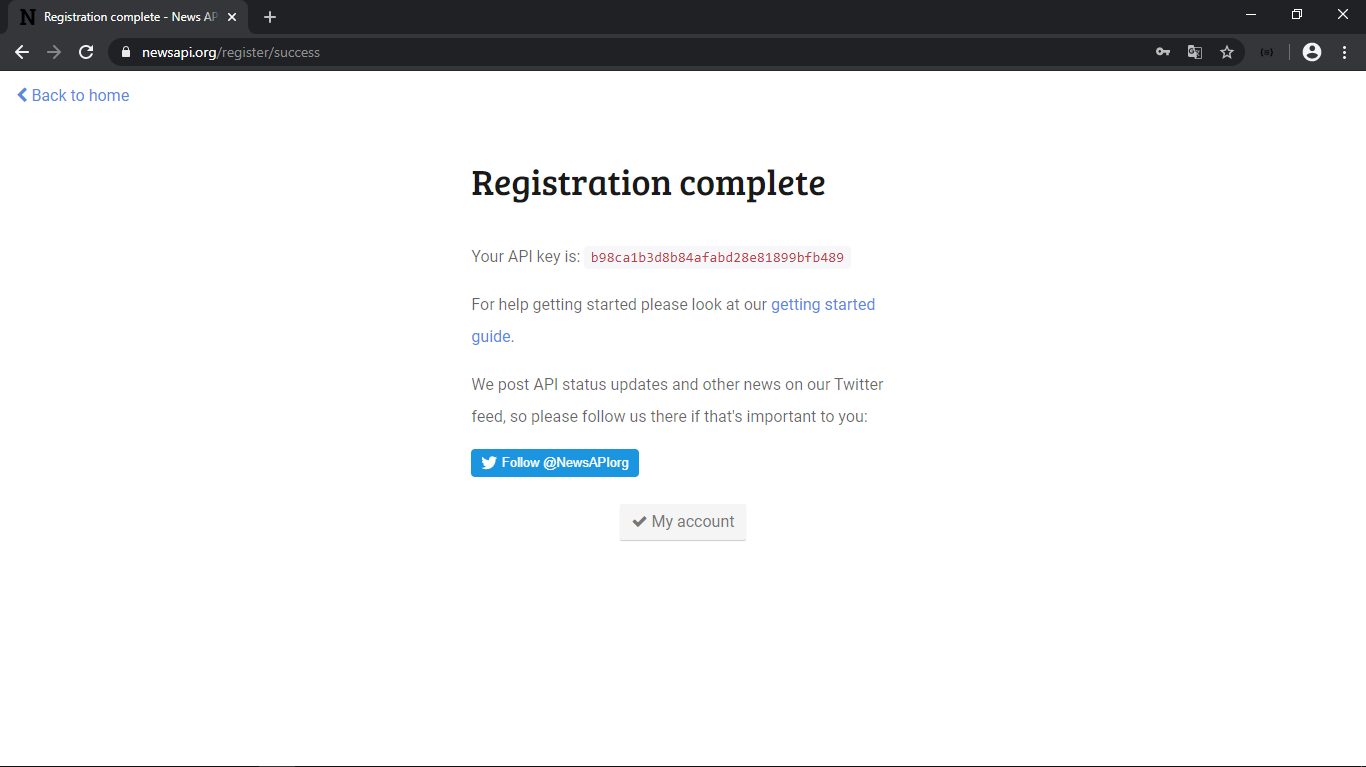 N Registration complete - News AP
newsapi.org/register/success
Back to home
Registration complete
Your API key is: b98ca1b3d8b84afabd28e81899bfb489
For help getting started please look at our getting started
guide.
We post API status updates and other news on our Twitter
feed, so please follow us there if that's important to you:
Follow @NewsAPIorg
My account